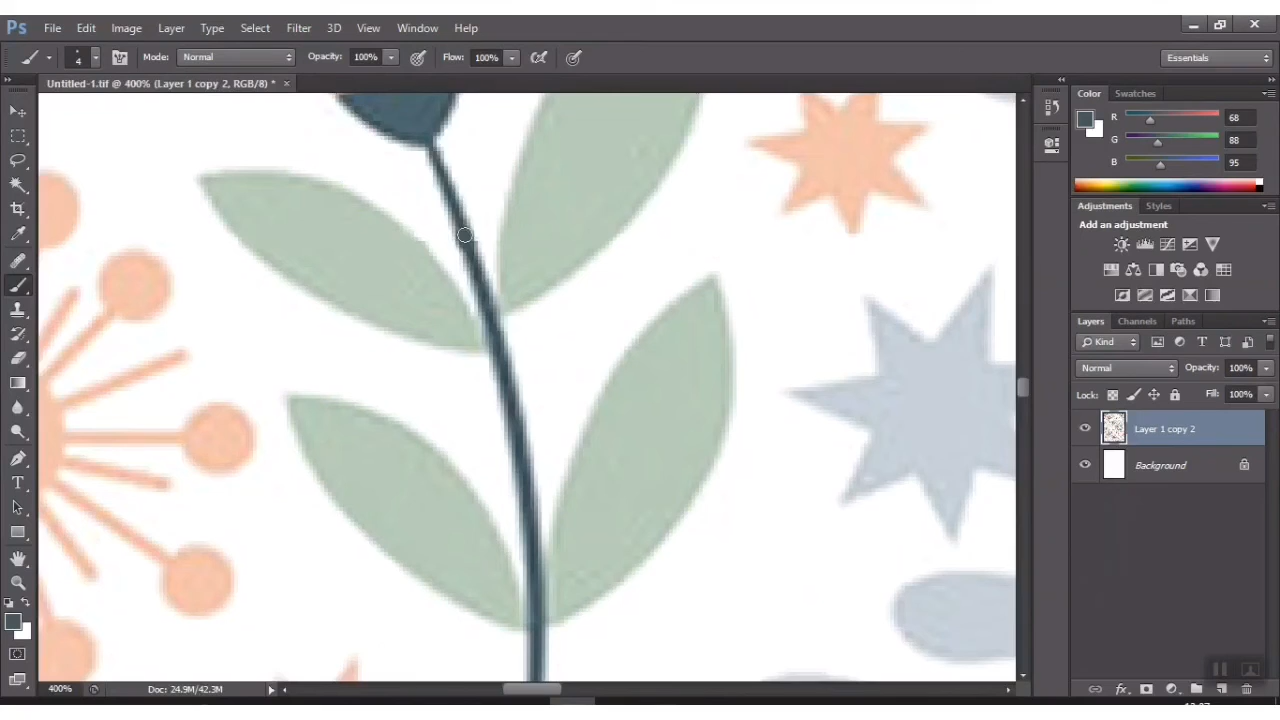 Ps File Edit Image Layer Type Select Filter 3D View Window Help
4 Mode: Normal Opacity: 100% Flow: 100% Essentials
Untitled-1.tif @ 400% (Layer 1 copy 2, RGB/8) * ×
Color Swatches
R 68
G 88
B 95
Adjustments Styles
Add an adjustment
Layers Channels Paths
Kind
Normal Opacity: 100%
Lock: Fill: 100%
Layer 1 copy 2
Background
400% Doc: 24.9M/42.3M